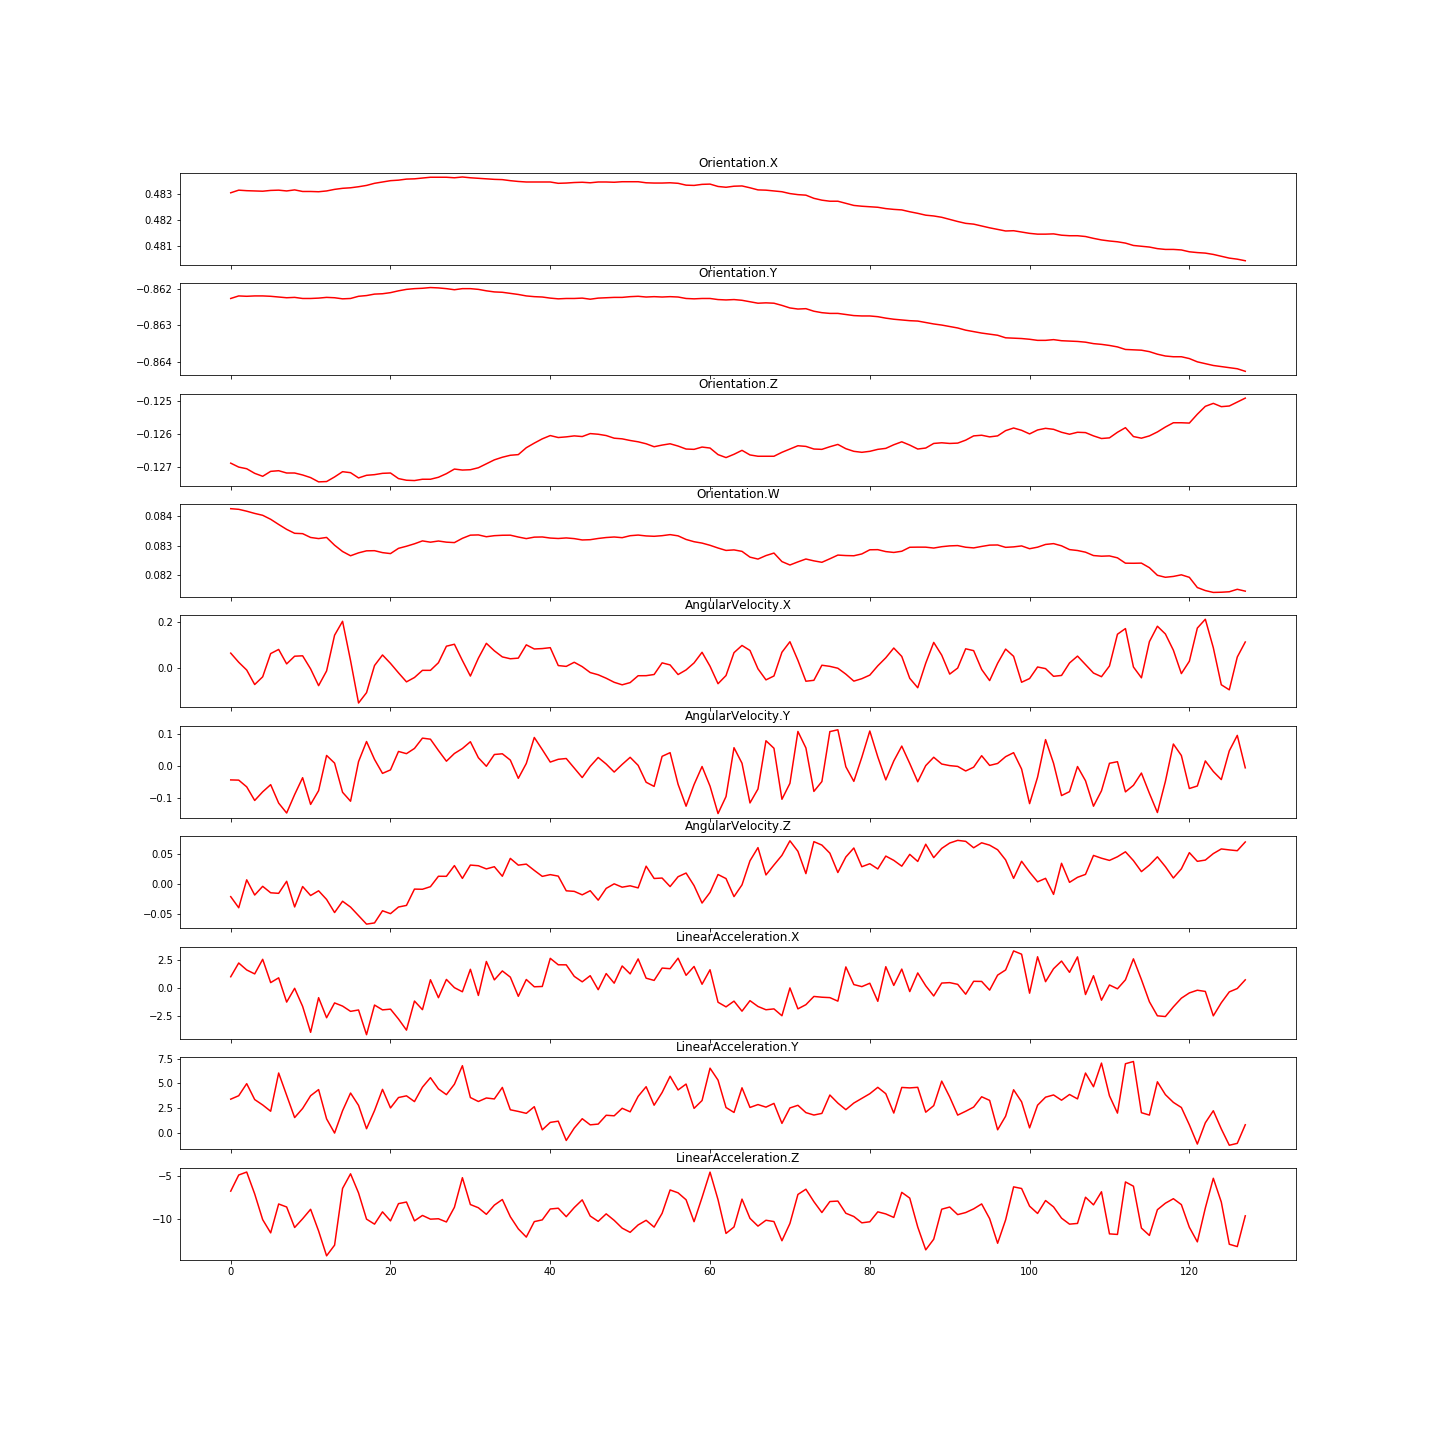 Orientation.X
0.483
0.482
0.481
Orientation.Y
−0.862
−0.863
−0.864
Orientation.Z
−0.125
−0.126
−0.127
Orientation.W
0.084
0.083
0.082
AngularVelocity.X
0.2
0.0
AngularVelocity.Y
0.1
0.0
−0.1
AngularVelocity.Z
0.05
0.00
−0.05
LinearAcceleration.X
2.5
0.0
−2.5
LinearAcceleration.Y
7.5
5.0
2.5
0.0
LinearAcceleration.Z
−5
−10
0 20 40 60 80 100 120